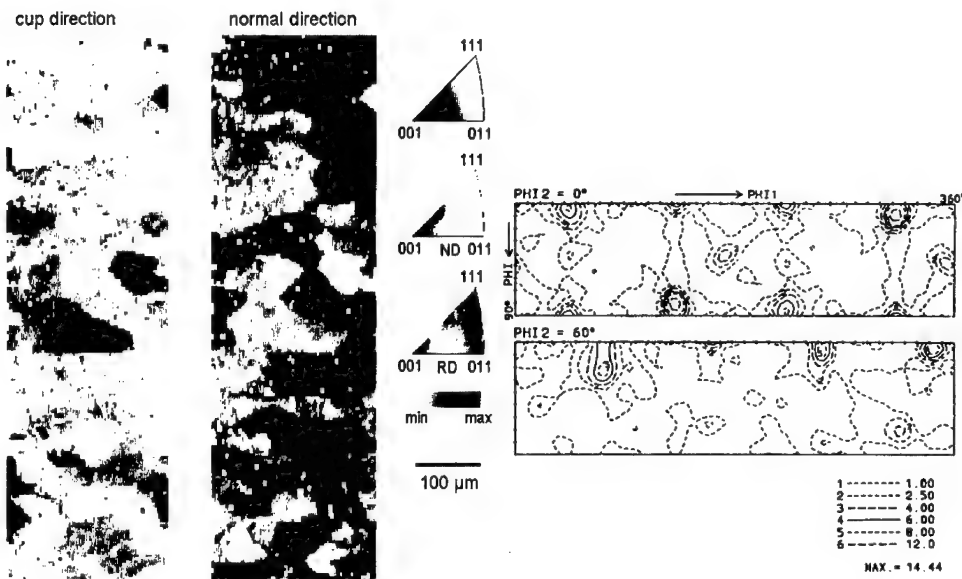 cup direction
normal direction
111
001 011
111
001 ND 011
111
001 RD 011
min max
100 µm
PHI2 = 0°
PHI1
360°
PHI
90°
PHI2 = 60°
1 1.00
2 2.50
3 4.00
4 6.00
5 8.00
6 12.0
MAX.= 14.44